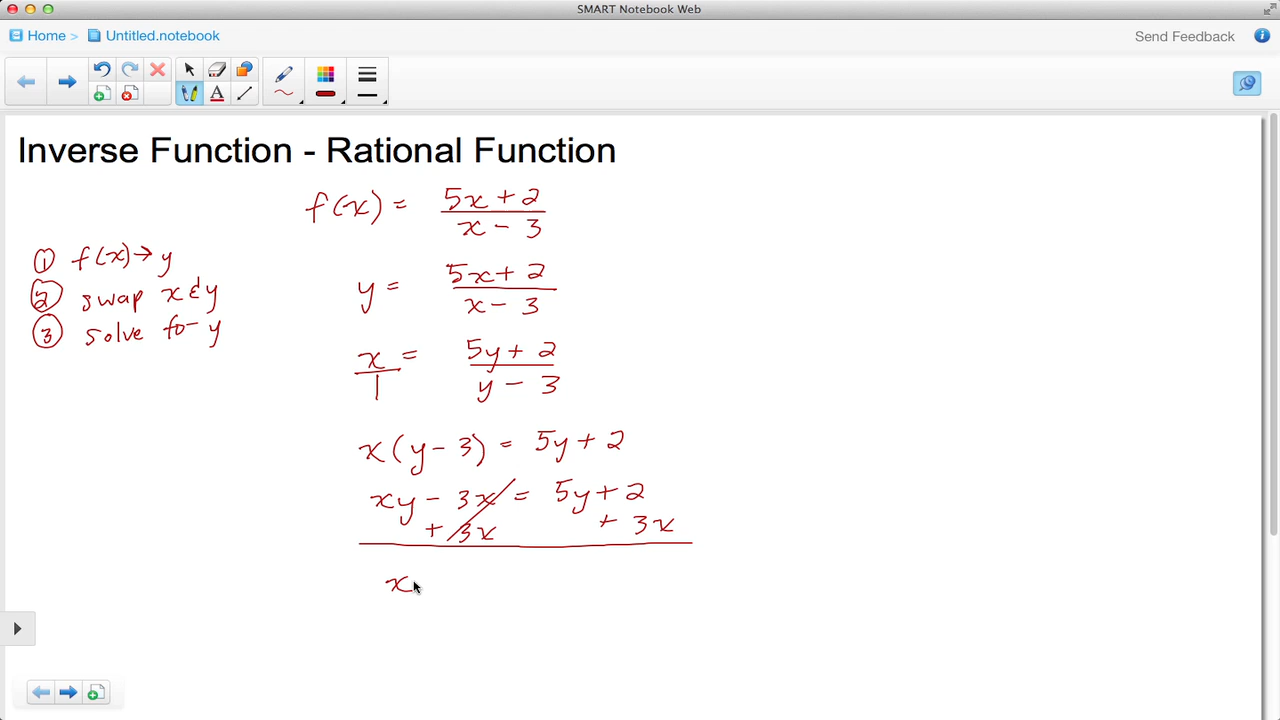 SMART Notebook Web
Home > Untitled.notebook Send Feedback
Inverse Function - Rational Function
f(x) = (5x + 2)/(x - 3)
① f(x) → y
② swap x & y
③ solve for y
y = (5x + 2)/(x - 3)
x/1 = (5y + 2)/(y - 3)
x(y - 3) = 5y + 2
xy - 3x = 5y + 2
+ 3x + 3x
x